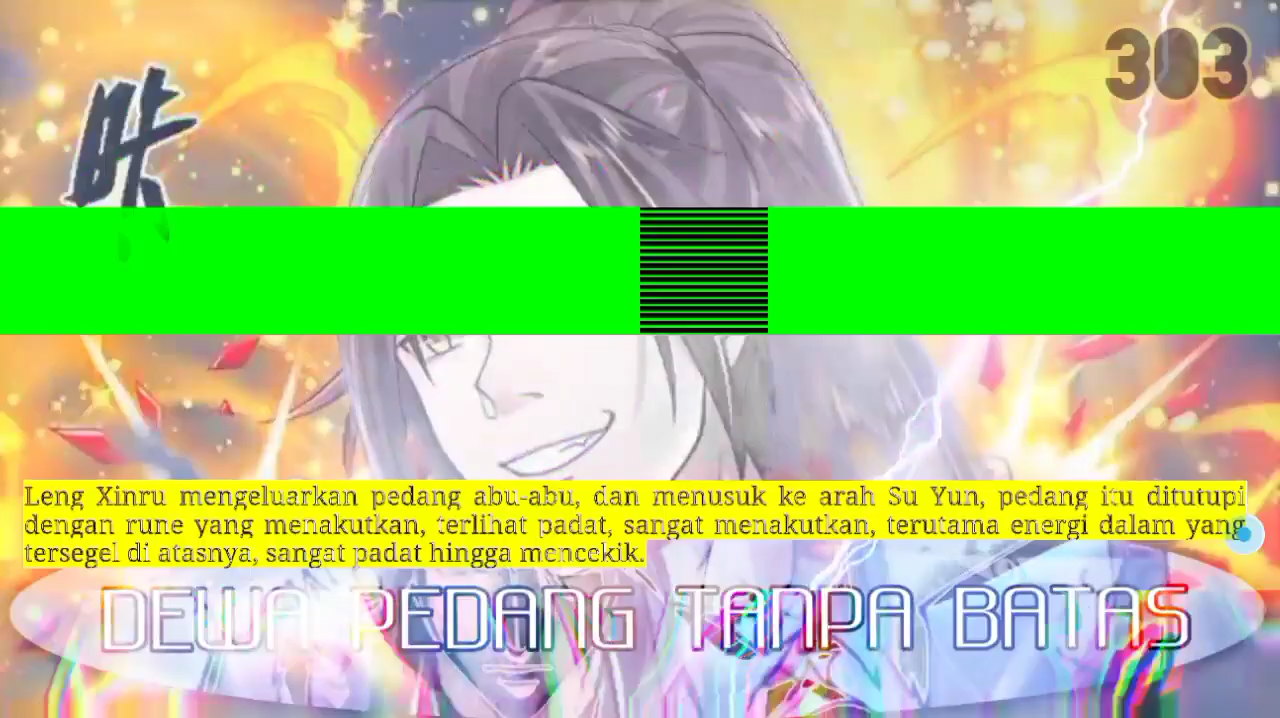 303
咔
Leng Xinru mengeluarkan pedang abu-abu, dan menusuk ke arah Su Yun, pedang itu ditutupi
dengan rune yang menakutkan, terlihat padat, sangat menakutkan, terutama energi dalam yang
tersegel di atasnya, sangat padat hingga mencekik.
DEWA PEDANG TANPA BATAS